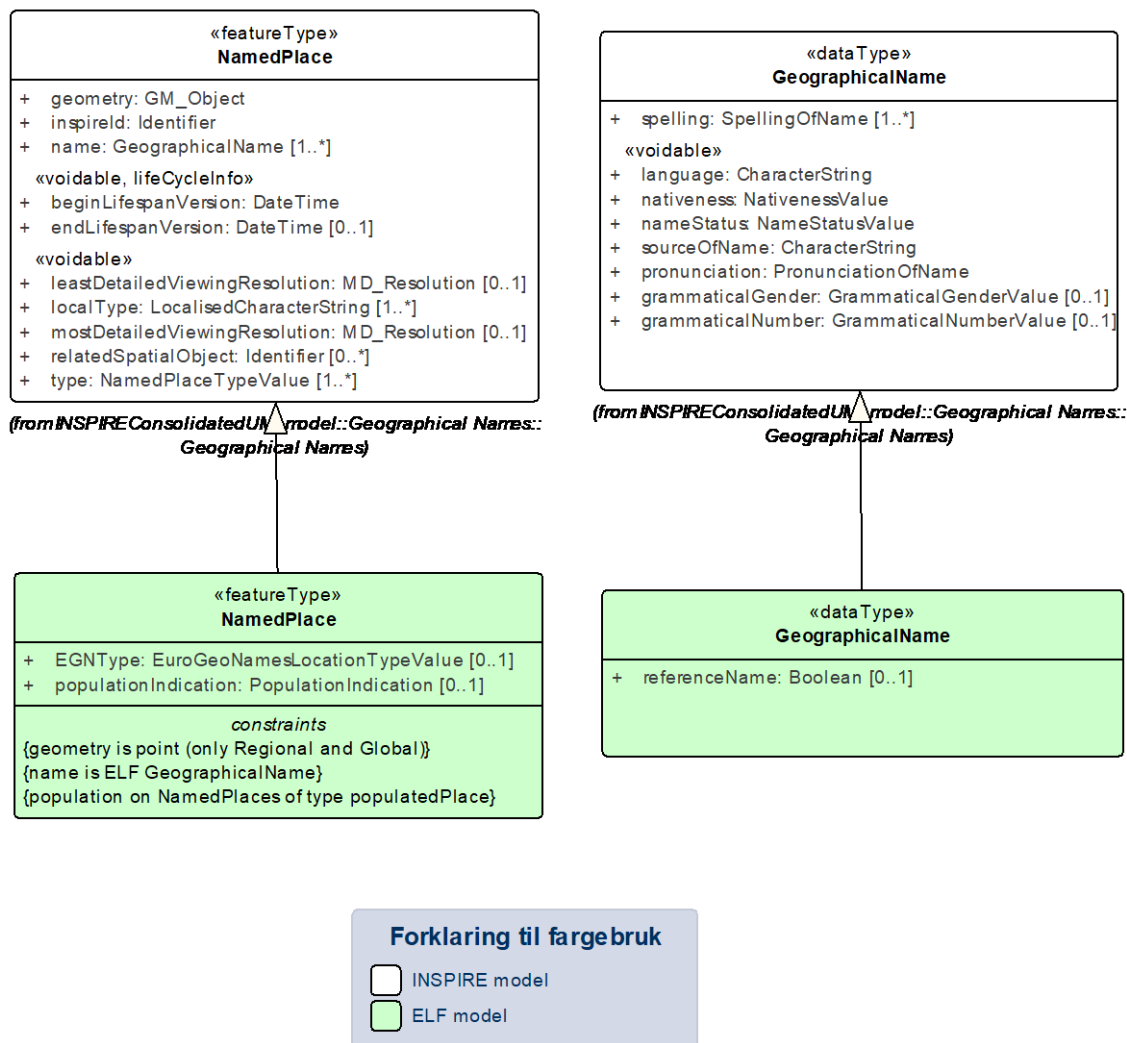 «featureType»
NamedPlace
+ geometry: GM_Object
+ inspireId: Identifier
+ name: GeographicalName [1..*]
«voidable, lifeCycleInfo»
+ beginLifespanVersion: DateTime
+ endLifespanVersion: DateTime [0..1]
«voidable»
+ leastDetailedViewingResolution: MD_Resolution [0..1]
+ localType: LocalisedCharacterString [1..*]
+ mostDetailedViewingResolution: MD_Resolution [0..1]
+ relatedSpatialObject: Identifier [0..*]
+ type: NamedPlaceTypeValue [1..*]
(from INSPIREConsolidatedUMLmodel::Geographical Names::
Geographical Names)
«dataType»
GeographicalName
+ spelling: SpellingOfName [1..*]
«voidable»
+ language: CharacterString
+ nativeness: NativenessValue
+ nameStatus: NameStatusValue
+ sourceOfName: CharacterString
+ pronunciation: PronunciationOfName
+ grammaticalGender: GrammaticalGenderValue [0..1]
+ grammaticalNumber: GrammaticalNumberValue [0..1]
(from INSPIREConsolidatedUMLmodel::Geographical Names::
Geographical Names)
«featureType»
NamedPlace
+ EGNType: EuroGeoNamesLocationTypeValue [0..1]
+ populationIndication: PopulationIndication [0..1]
constraints
{geometry is point (only Regional and Global)}
{name is ELF GeographicalName}
{population on NamedPlaces of type populatedPlace}
«dataType»
GeographicalName
+ referenceName: Boolean [0..1]
Forklaring til fargebruk
INSPIRE model
ELF model